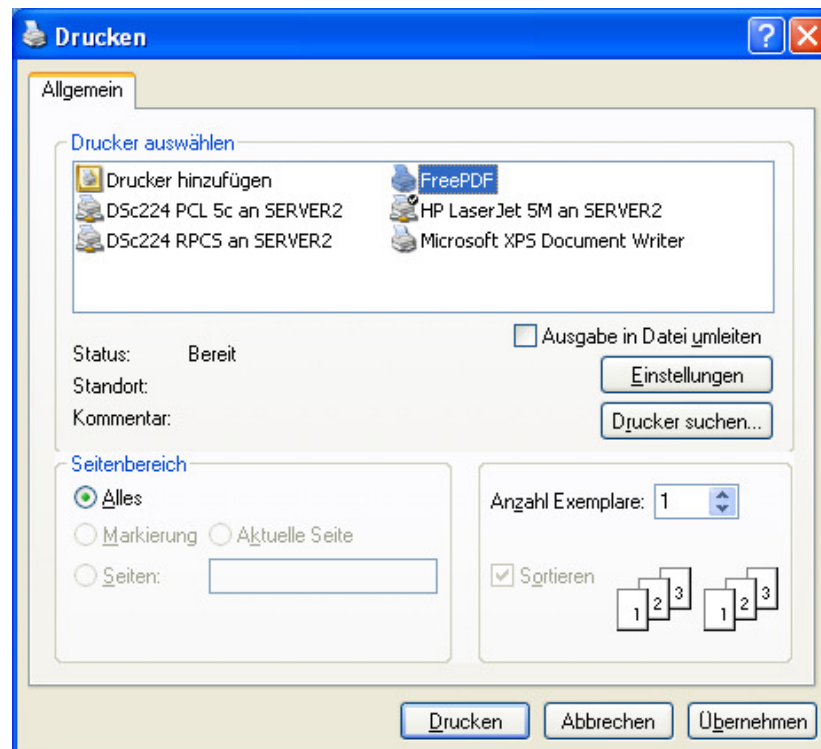 Drucken
Allgemein
Drucker auswählen
Drucker hinzufügen FreePDF
DSc224 PCL 5c an SERVER2 HP LaserJet 5M an SERVER2
DSc224 RPCS an SERVER2 Microsoft XPS Document Writer
Ausgabe in Datei umleiten
Status: Bereit
Einstellungen
Standort:
Kommentar:
Drucker suchen...
Seitenbereich
Alles
Anzahl Exemplare: 1
Markierung Aktuelle Seite
Seiten:
Sortieren
1 2 3 1 2 3
Drucken Abbrechen Übernehmen